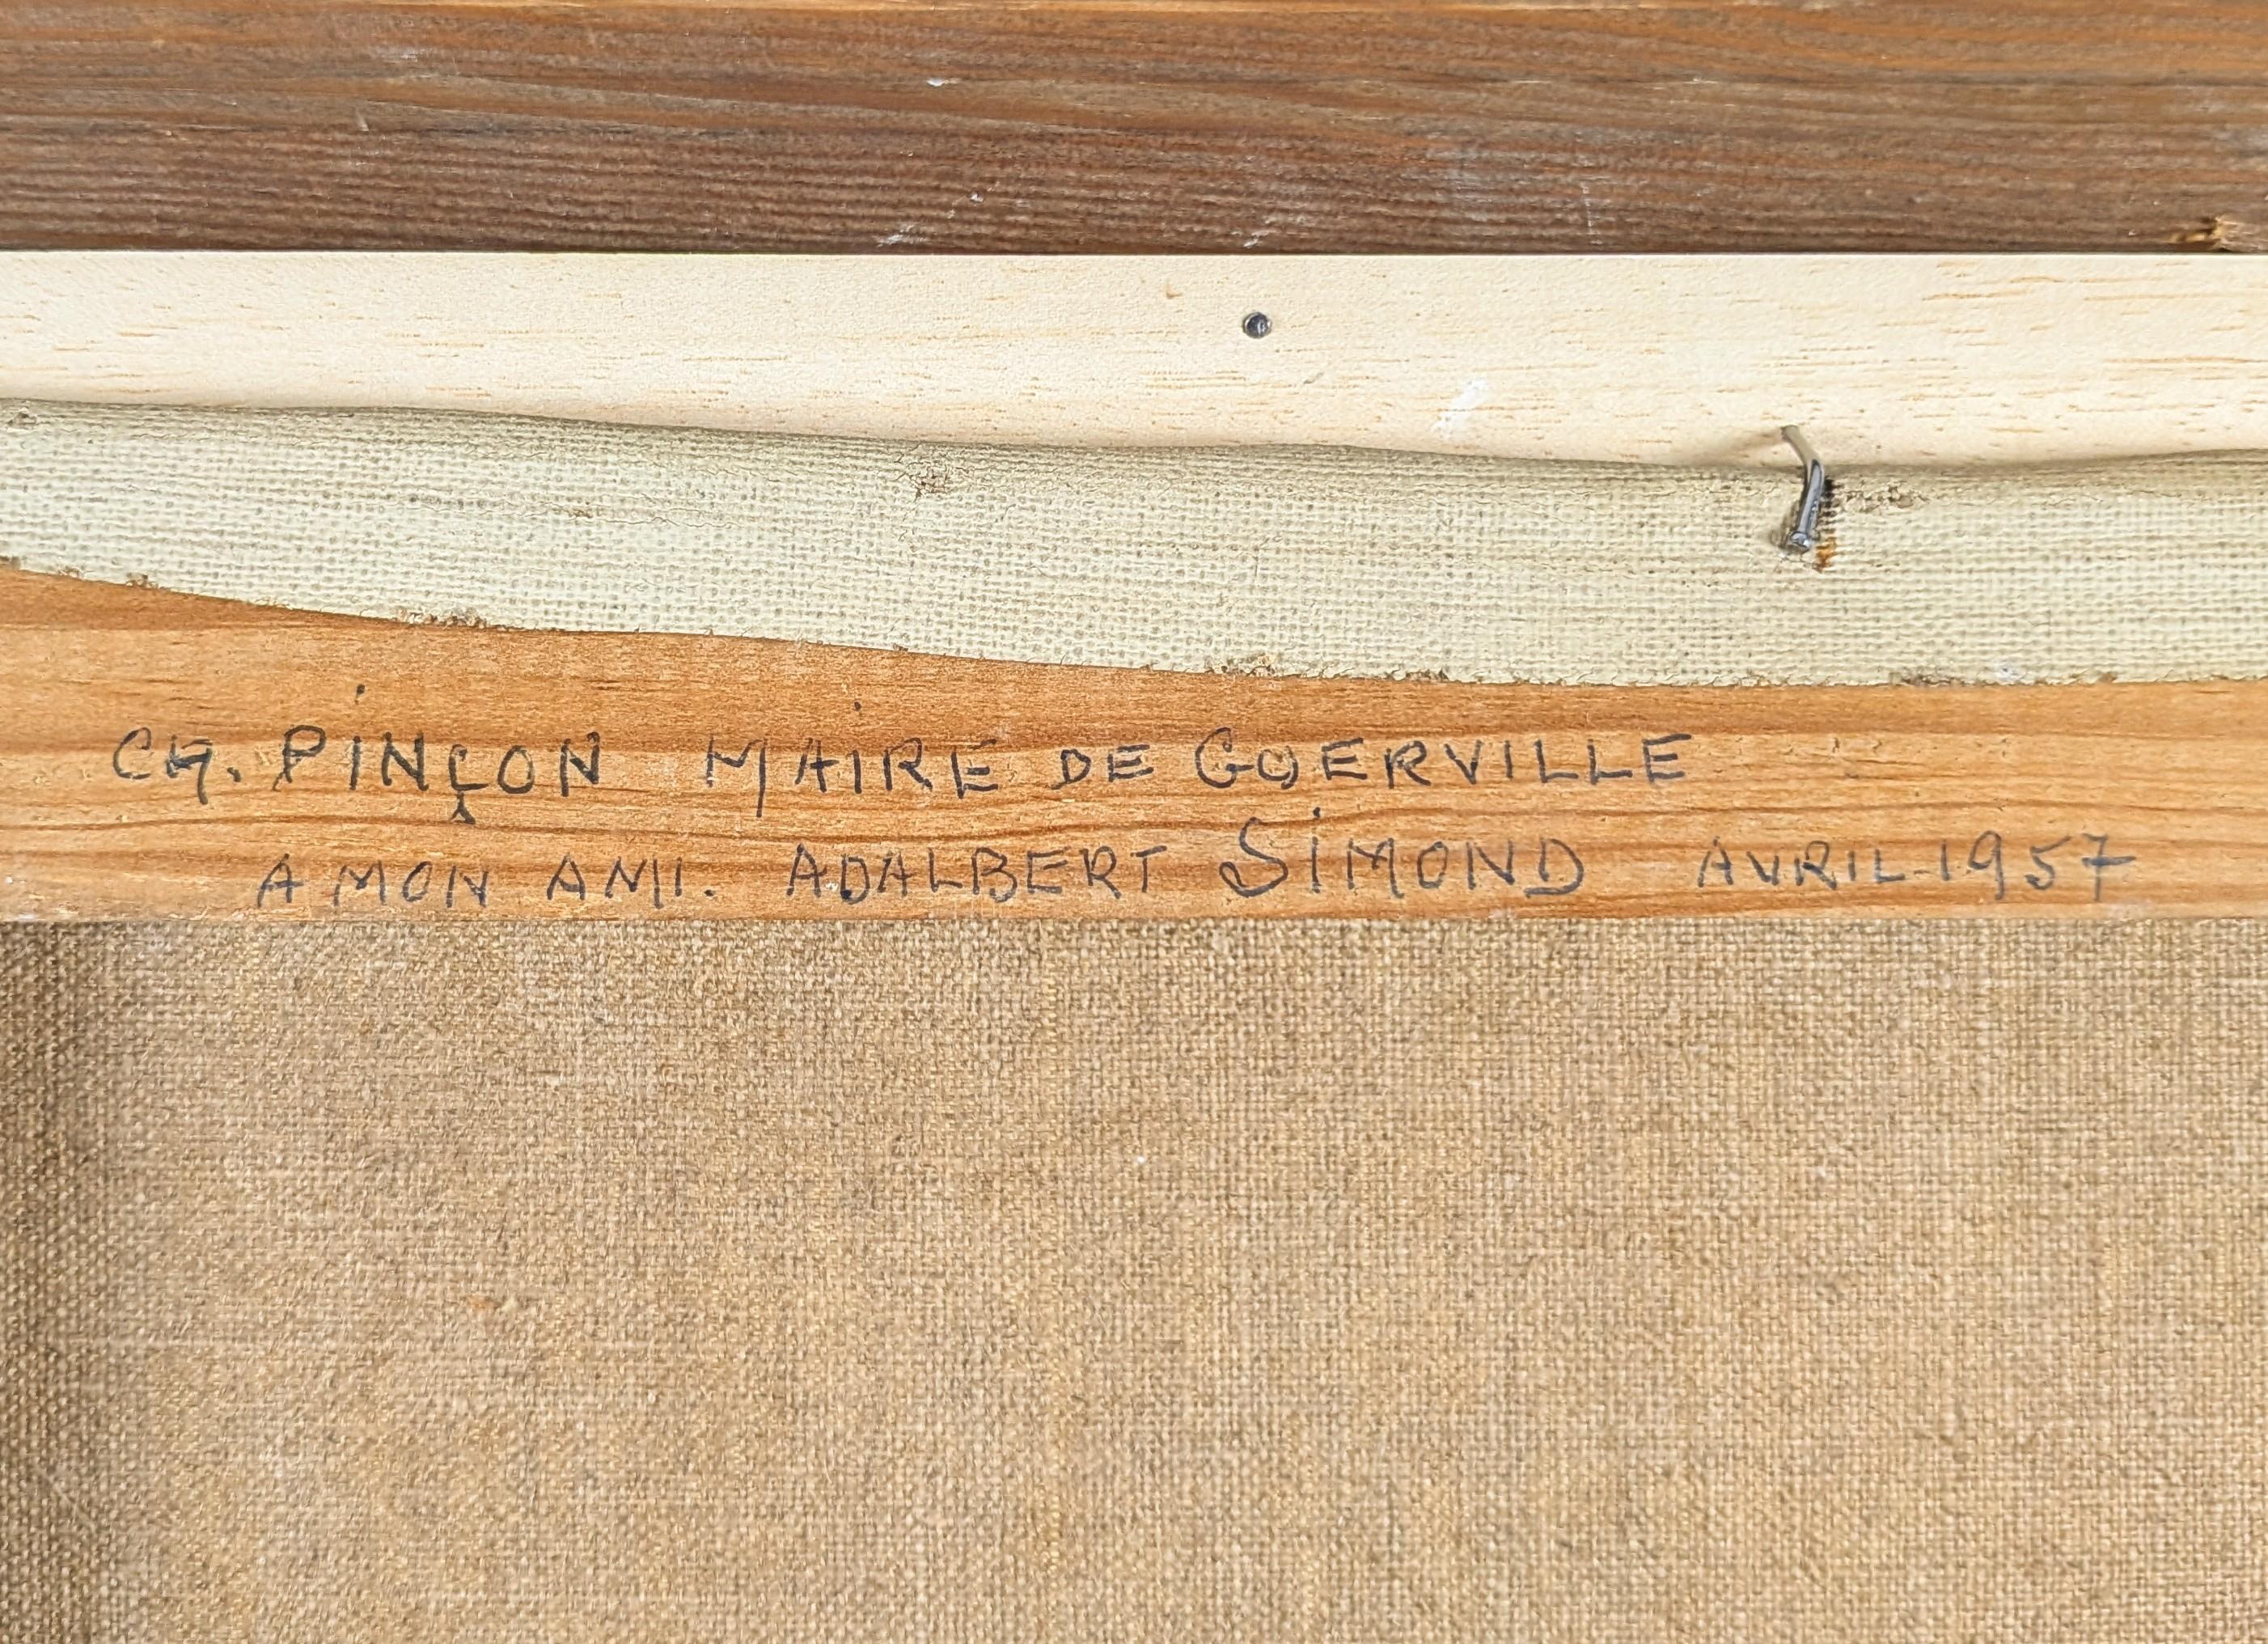 CH. PINÇON MAIRE DE GOERVILLE
A MON AMI. ADALBERT SIMOND AVRIL-1957